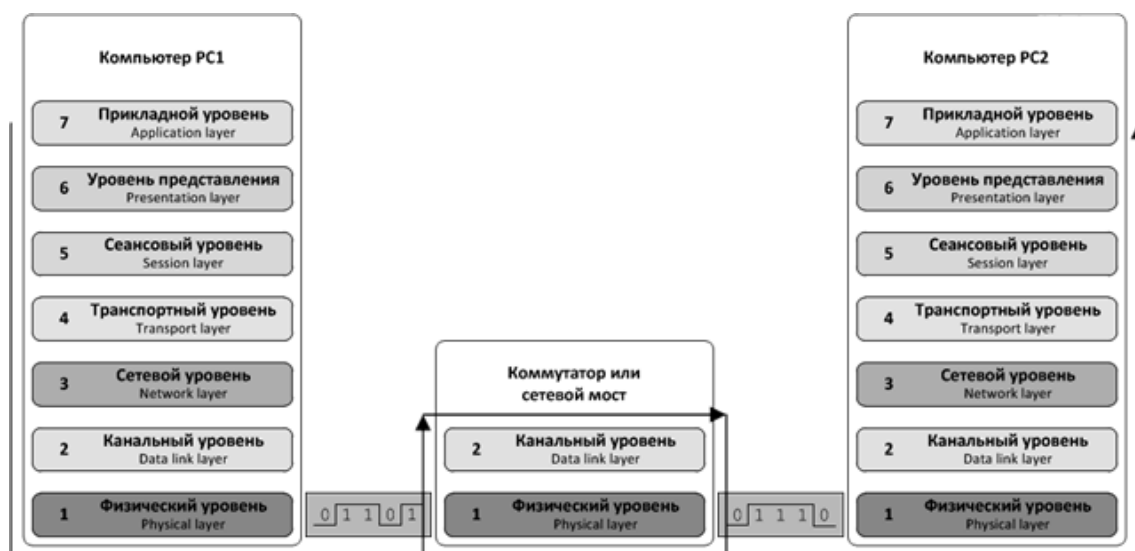 Компьютер PC1
7 Прикладной уровень
Application layer
6 Уровень представления
Presentation layer
5 Сеансовый уровень
Session layer
4 Транспортный уровень
Transport layer
3 Сетевой уровень
Network layer
2 Канальный уровень
Data link layer
1 Физический уровень
Physical layer
0 1 1 0 1
Коммутатор или
сетевой мост
2 Канальный уровень
Data link layer
1 Физический уровень
Physical layer
0 1 1 1 0
Компьютер PC2
7 Прикладной уровень
Application layer
6 Уровень представления
Presentation layer
5 Сеансовый уровень
Session layer
4 Транспортный уровень
Transport layer
3 Сетевой уровень
Network layer
2 Канальный уровень
Data link layer
1 Физический уровень
Physical layer